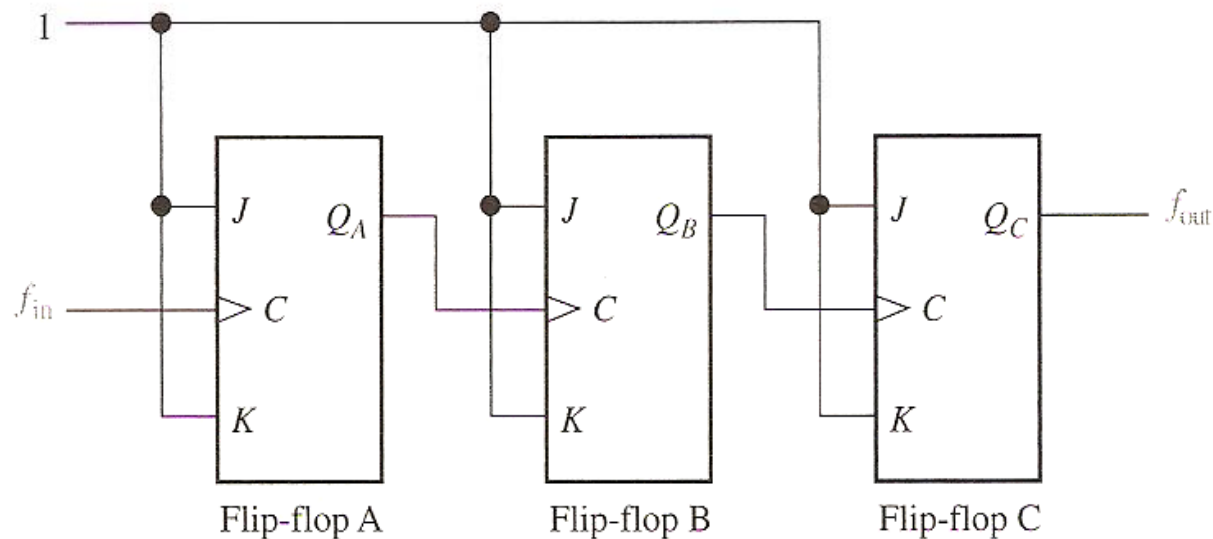 1
J Q_A J Q_B J Q_C f_out
f_in C C C
K K K
Flip-flop A Flip-flop B Flip-flop C